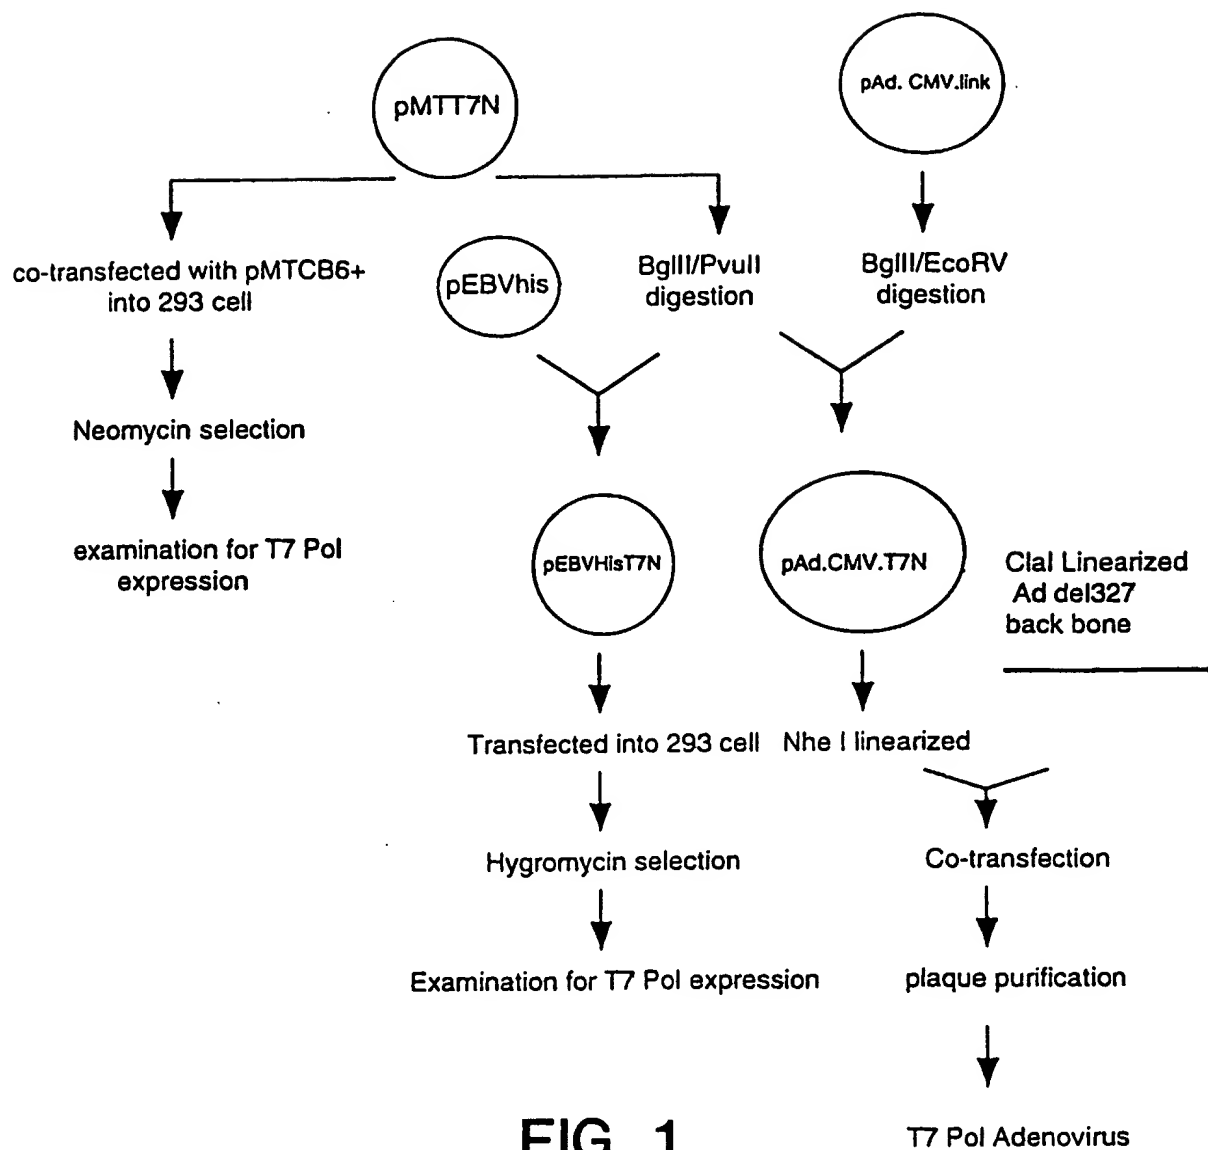 pMTT7N
pAd. CMV.link
co-transfected with pMTCB6+
into 293 cell
pEBVhis
BglII/PvuII
digestion
BglII/EcoRV
digestion
Neomycin selection
examination for T7 Pol
expression
pEBVHisT7N
pAd.CMV.T7N
ClaI Linearized
Ad del327
back bone
Transfected into 293 cell
Nhe I linearized
Hygromycin selection
Co-transfection
Examination for T7 Pol expression
plaque purification
FIG. 1
T7 Pol Adenovirus